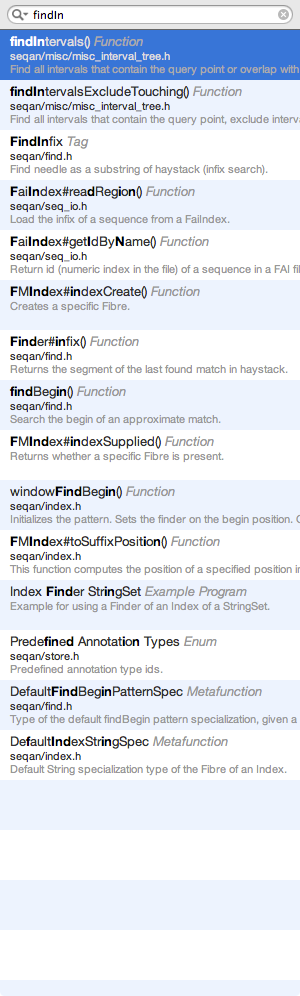 findIn
findIntervals() Function
seqan/misc/misc_interval_tree.h
Find all intervals that contain the query point or overlap with
findIntervalsExcludeTouching() Function
seqan/misc/misc_interval_tree.h
Find all intervals that contain the query point, exclude interv
FindInfix Tag
seqan/find.h
Find needle as a substring of haystack (infix search).
FaiIndex#readRegion() Function
seqan/seq_io.h
Load the infix of a sequence from a FaiIndex.
FaiIndex#getIdByName() Function
seqan/seq_io.h
Return id (numeric index in the file) of a sequence in a FAI fil
FMIndex#indexCreate() Function
Creates a specific Fibre.
Finder#infix() Function
seqan/find.h
Returns the segment of the last found match in haystack.
findBegin() Function
seqan/find.h
Search the begin of an approximate match.
FMIndex#indexSupplied() Function
Returns whether a specific Fibre is present.
windowFindBegin() Function
seqan/index.h
Initializes the pattern. Sets the finder on the begin position.
FMIndex#toSuffixPosition() Function
seqan/index.h
This function computes the position of a specified position in
Index Finder StringSet Example Program
Example for using a Finder of an Index of a StringSet.
Predefined Annotation Types Enum
seqan/store.h
Predefined annotation type ids.
DefaultFindBeginPatternSpec Metafunction
seqan/find.h
Type of the default findBegin pattern specialization, given a
DefaultIndexStringSpec Metafunction
seqan/index.h
Default String specialization type of the Fibre of an Index.